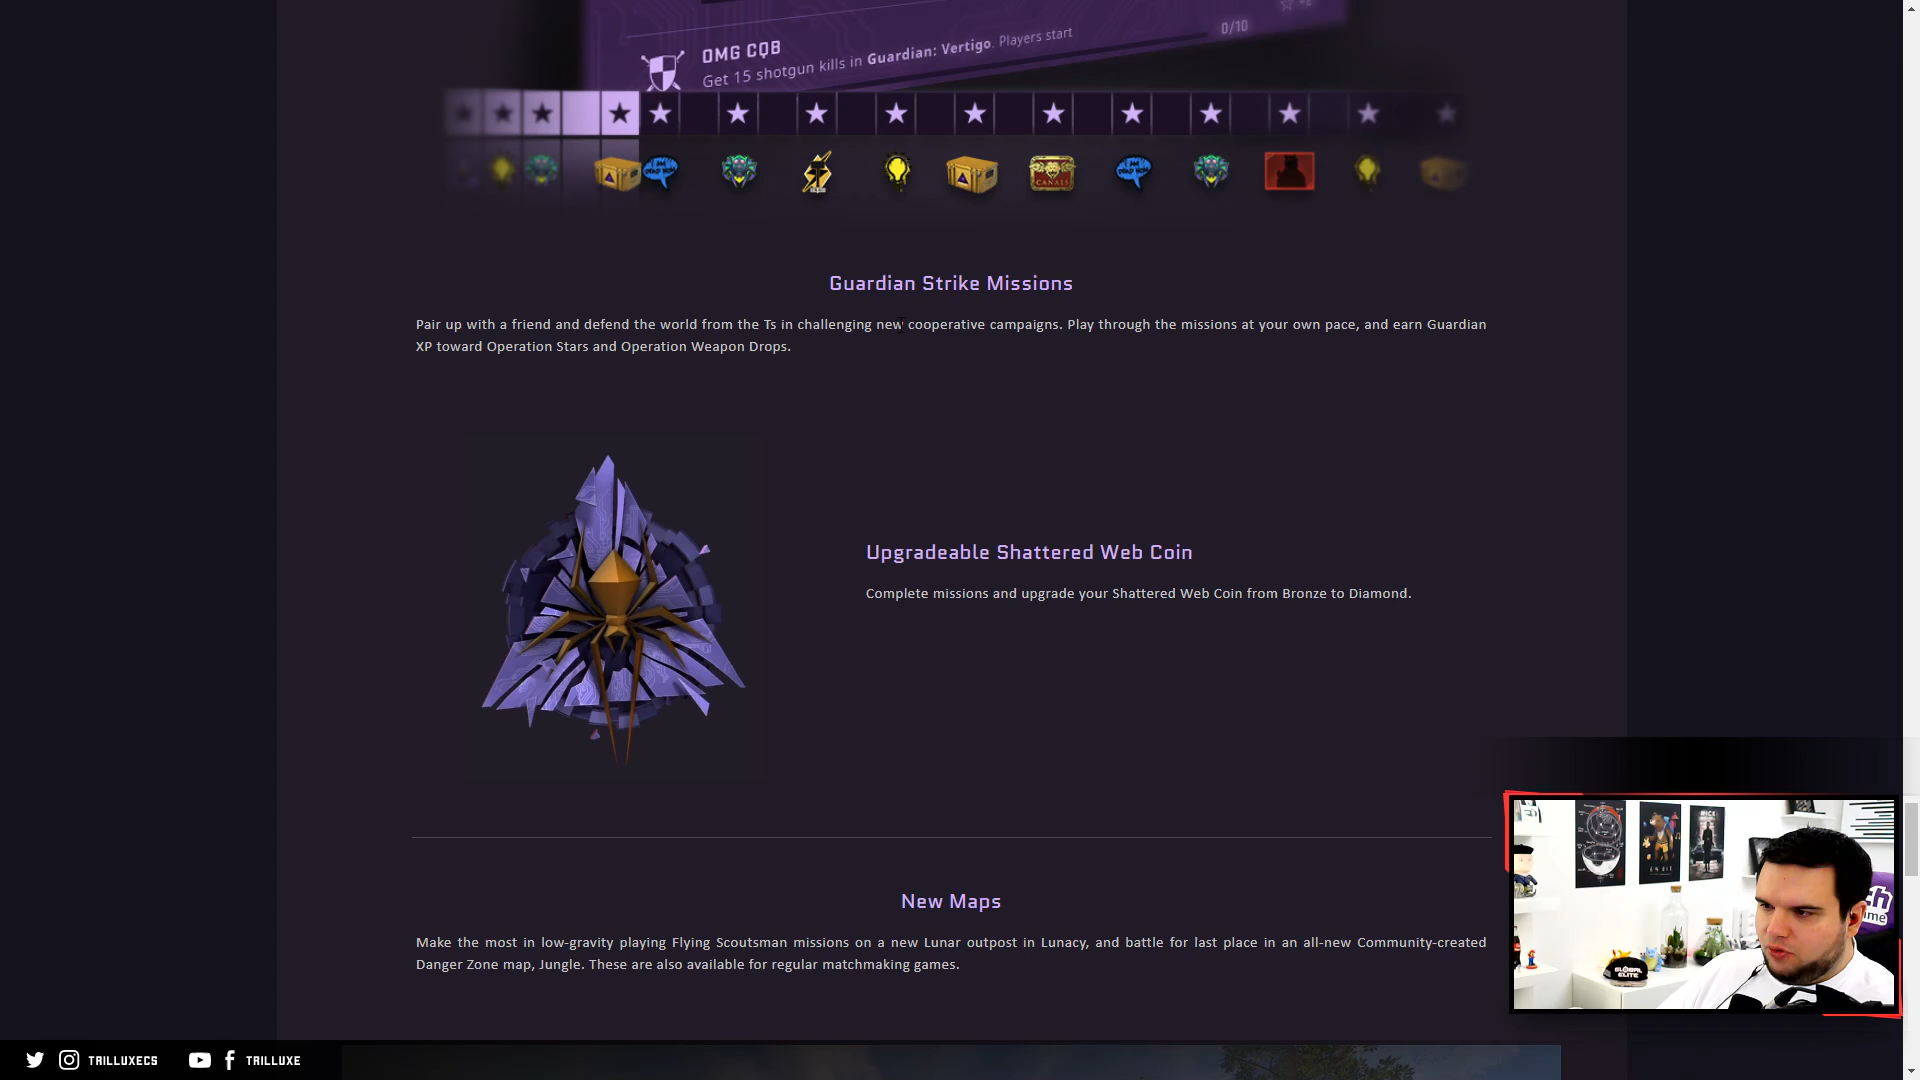 0/10
OMG CQB
Get 15 shotgun kills in Guardian: Vertigo. Players start
CANALS
Guardian Strike Missions
Pair up with a friend and defend the world from the Ts in challenging new cooperative campaigns. Play through the missions at your own pace, and earn Guardian
XP toward Operation Stars and Operation Weapon Drops.
Upgradeable Shattered Web Coin
Complete missions and upgrade your Shattered Web Coin from Bronze to Diamond.
New Maps
Make the most in low-gravity playing Flying Scoutsman missions on a new Lunar outpost in Lunacy, and battle for last place in an all-new Community-created
Danger Zone map, Jungle. These are also available for regular matchmaking games.
GLOBAL
ELITE
TRILLUXECS
TRILLUXE